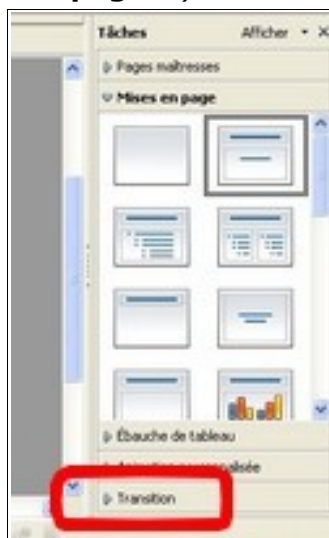 Tâches Afficher
Pages maîtresses
Mises en page
Ébauche de tableau
Transition